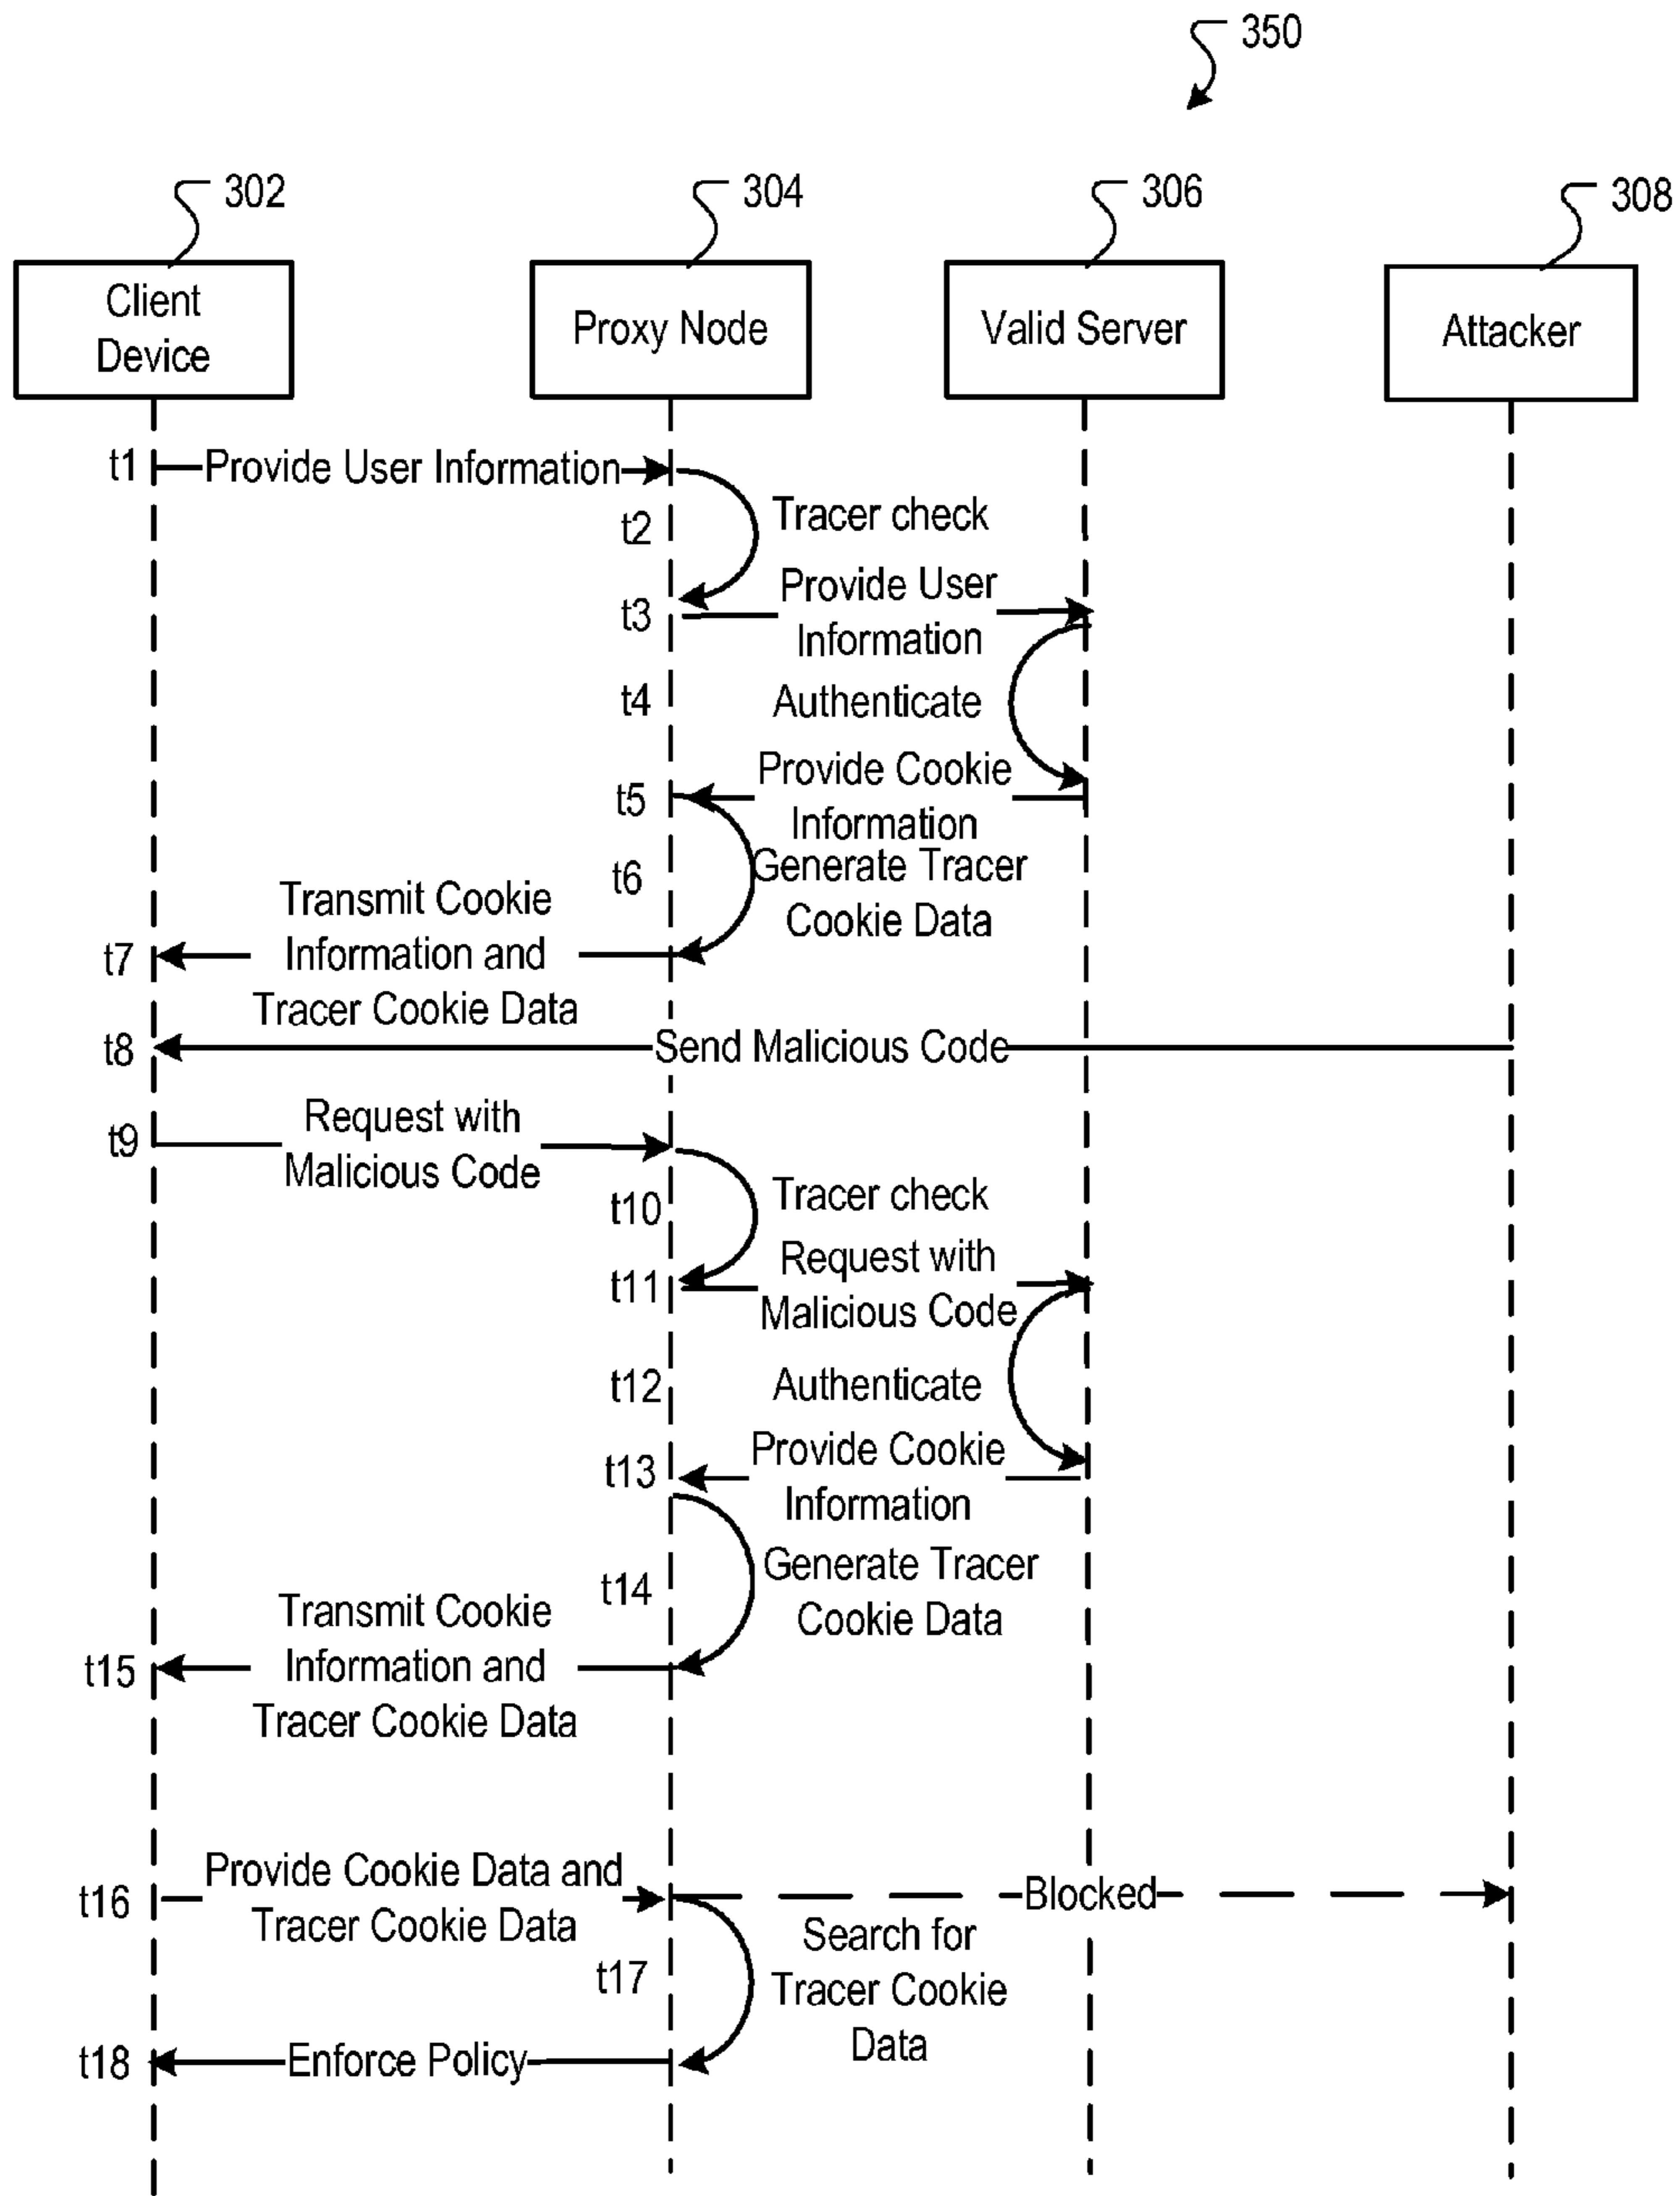 350
302
304
306
308
Client
Device
Proxy Node
Valid Server
Attacker
t1
Provide User Information
t2
Tracer check
t3
Provide User
Information
t4
Authenticate
t5
Provide Cookie
Information
t6
Generate Tracer
Cookie Data
t7
Transmit Cookie
Information and
Tracer Cookie Data
t8
Send Malicious Code
t9
Request with
Malicious Code
t10
Tracer check
t11
Request with
Malicious Code
t12
Authenticate
t13
Provide Cookie
Information
t14
Generate Tracer
Cookie Data
t15
Transmit Cookie
Information and
Tracer Cookie Data
t16
Provide Cookie Data and
Tracer Cookie Data
Blocked
t17
Search for
Tracer Cookie
Data
t18
Enforce Policy